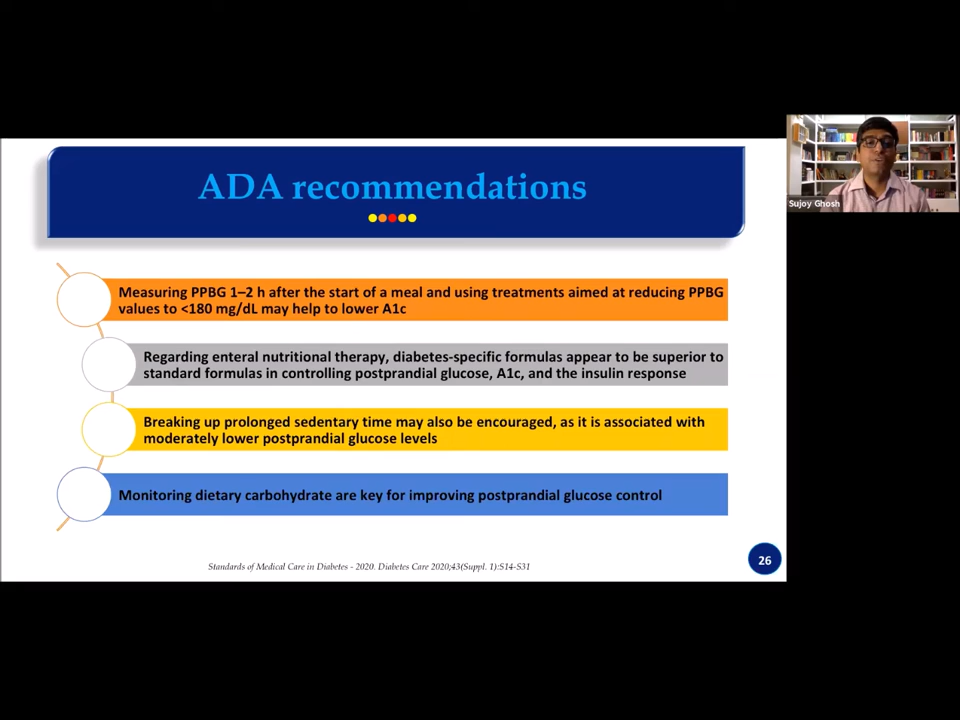 ADA recommendations
Sujoy Ghosh
Measuring PPBG 1–2 h after the start of a meal and using treatments aimed at reducing PPBG
values to <180 mg/dL may help to lower A1c
Regarding enteral nutritional therapy, diabetes-specific formulas appear to be superior to
standard formulas in controlling postprandial glucose, A1c, and the insulin response
Breaking up prolonged sedentary time may also be encouraged, as it is associated with
moderately lower postprandial glucose levels
Monitoring dietary carbohydrate are key for improving postprandial glucose control
Standards of Medical Care in Diabetes - 2020. Diabetes Care 2020;43(Suppl. 1):S14-S31
26